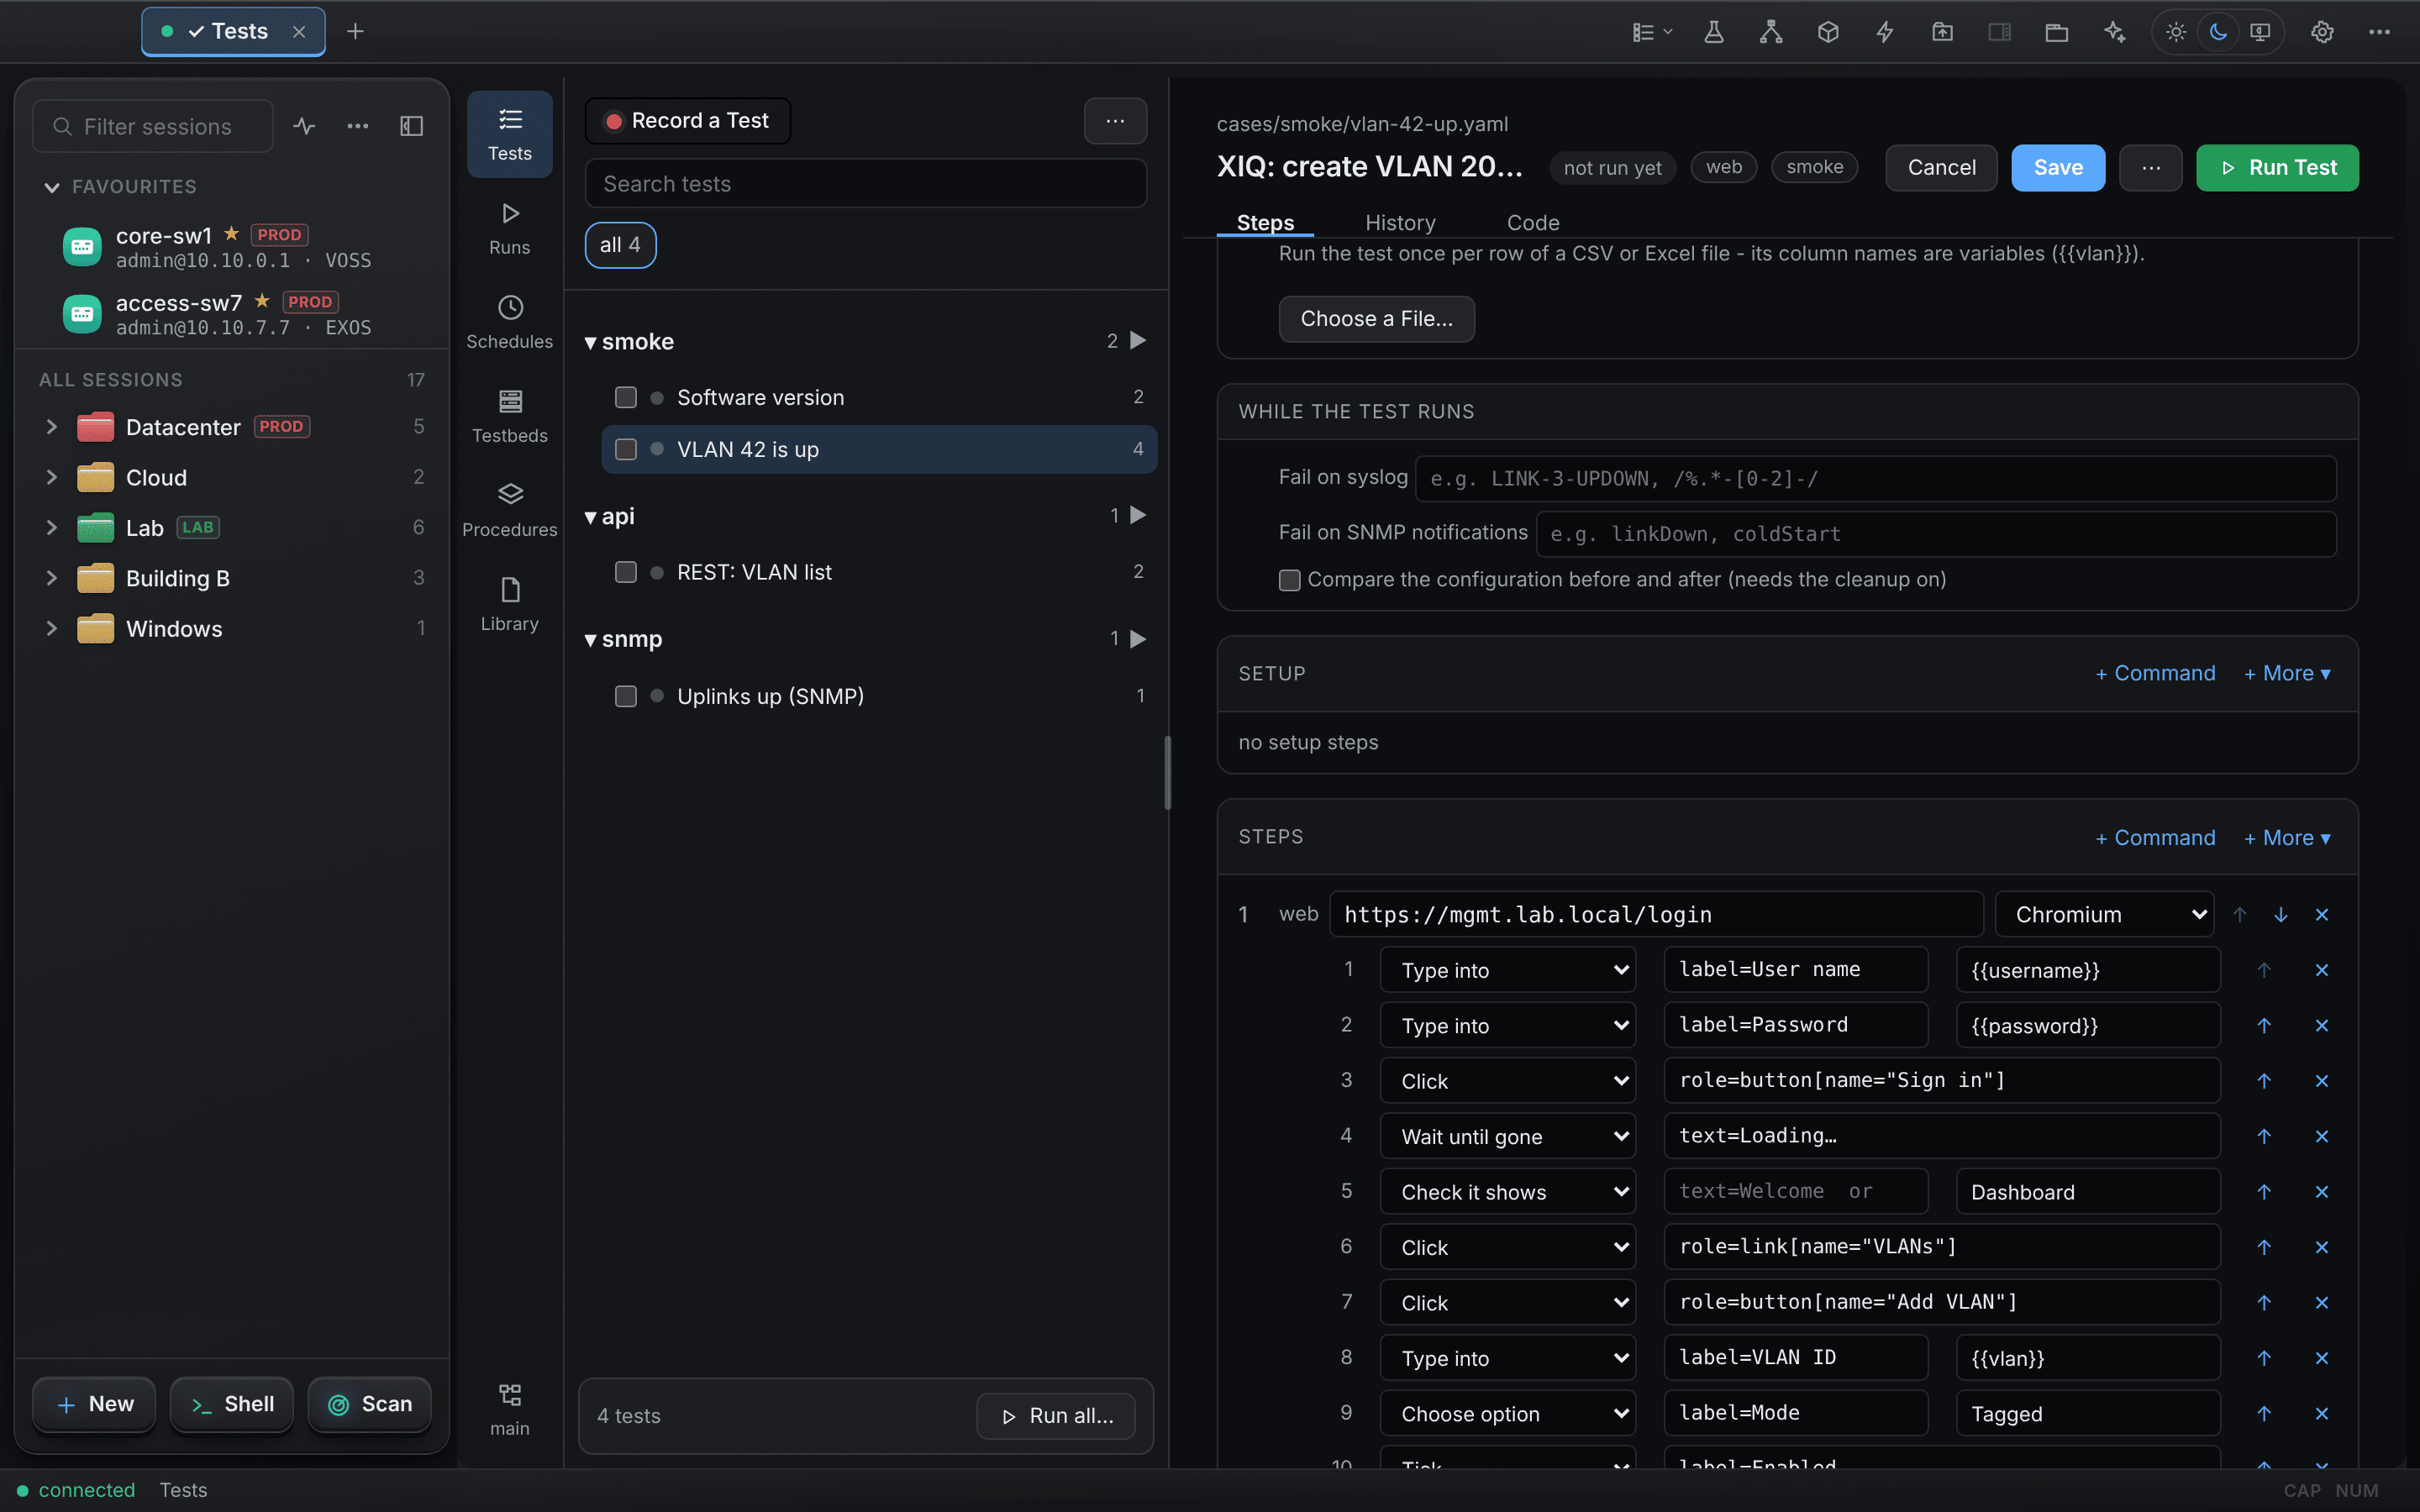 ✓ Tests
Filter sessions
FAVOURITES
core-sw1 ★ PROD
admin@10.10.0.1 · VOSS
access-sw7 ★ PROD
admin@10.10.7.7 · EXOS
ALL SESSIONS 17
Datacenter PROD 5
Cloud 2
Lab LAB 6
Building B 3
Windows 1
New
Shell
Scan
Tests
Runs
Schedules
Testbeds
Procedures
Library
main
Record a Test
...
Search tests
all 4
▾ smoke 2
Software version 2
VLAN 42 is up 4
▾ api 1
REST: VLAN list 2
▾ snmp 1
Uplinks up (SNMP) 1
4 tests
Run all...
cases/smoke/vlan-42-up.yaml
XIQ: create VLAN 20... not run yet web smoke Cancel Save ... Run Test
Steps History Code
Run the test once per row of a CSV or Excel file - its column names are variables ({{vlan}}).
Choose a File...
WHILE THE TEST RUNS
Fail on syslog e.g. LINK-3-UPDOWN, /%.*-[0-2]-/
Fail on SNMP notifications e.g. linkDown, coldStart
Compare the configuration before and after (needs the cleanup on)
SETUP + Command + More ▾
no setup steps
STEPS + Command + More ▾
1 web https://mgmt.lab.local/login Chromium
1 Type into label=User name {{username}}
2 Type into label=Password {{password}}
3 Click role=button[name="Sign in"]
4 Wait until gone text=Loading…
5 Check it shows text=Welcome or Dashboard
6 Click role=link[name="VLANs"]
7 Click role=button[name="Add VLAN"]
8 Type into label=VLAN ID {{vlan}}
9 Choose option label=Mode Tagged
10 Tick label=Enabled
connected Tests
CAP NUM